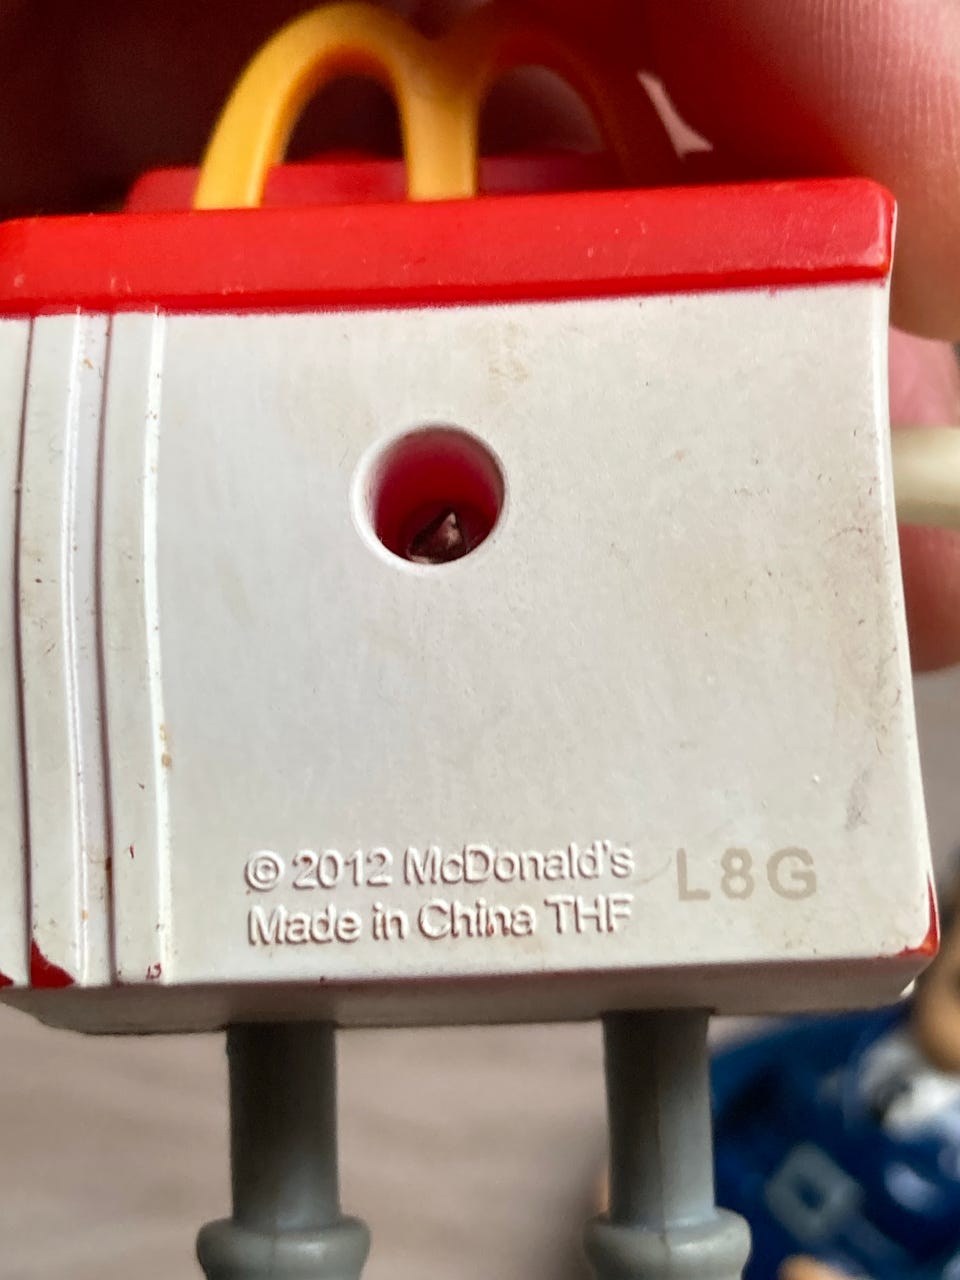 © 2012 McDonald's
Made in China THF
L8G